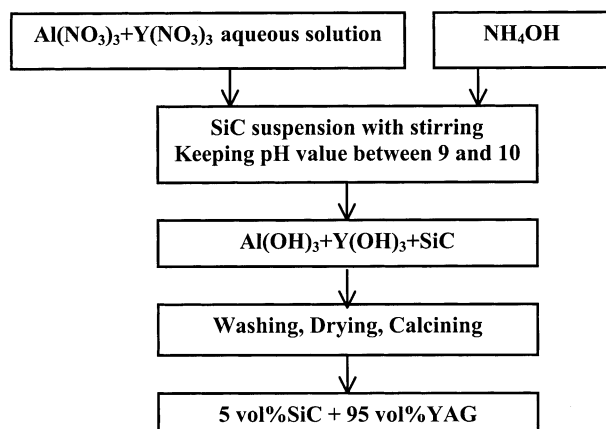 Al(NO₃)₃+Y(NO₃)₃ aqueous solution
NH₄OH
SiC suspension with stirring
Keeping pH value between 9 and 10
Al(OH)₃+Y(OH)₃+SiC
Washing, Drying, Calcining
5 vol%SiC + 95 vol%YAG